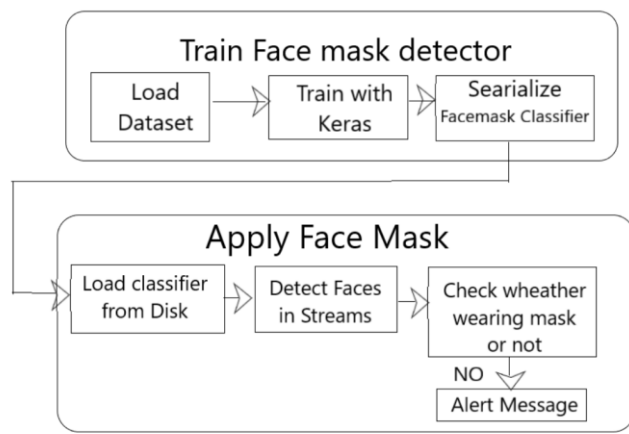 Train Face mask detector
Load
Dataset
Train with
Keras
Searialize
Facemask Classifier
Apply Face Mask
Load classifier
from Disk
Detect Faces
in Streams
Check wheather
wearing mask
or not
NO
Alert Message